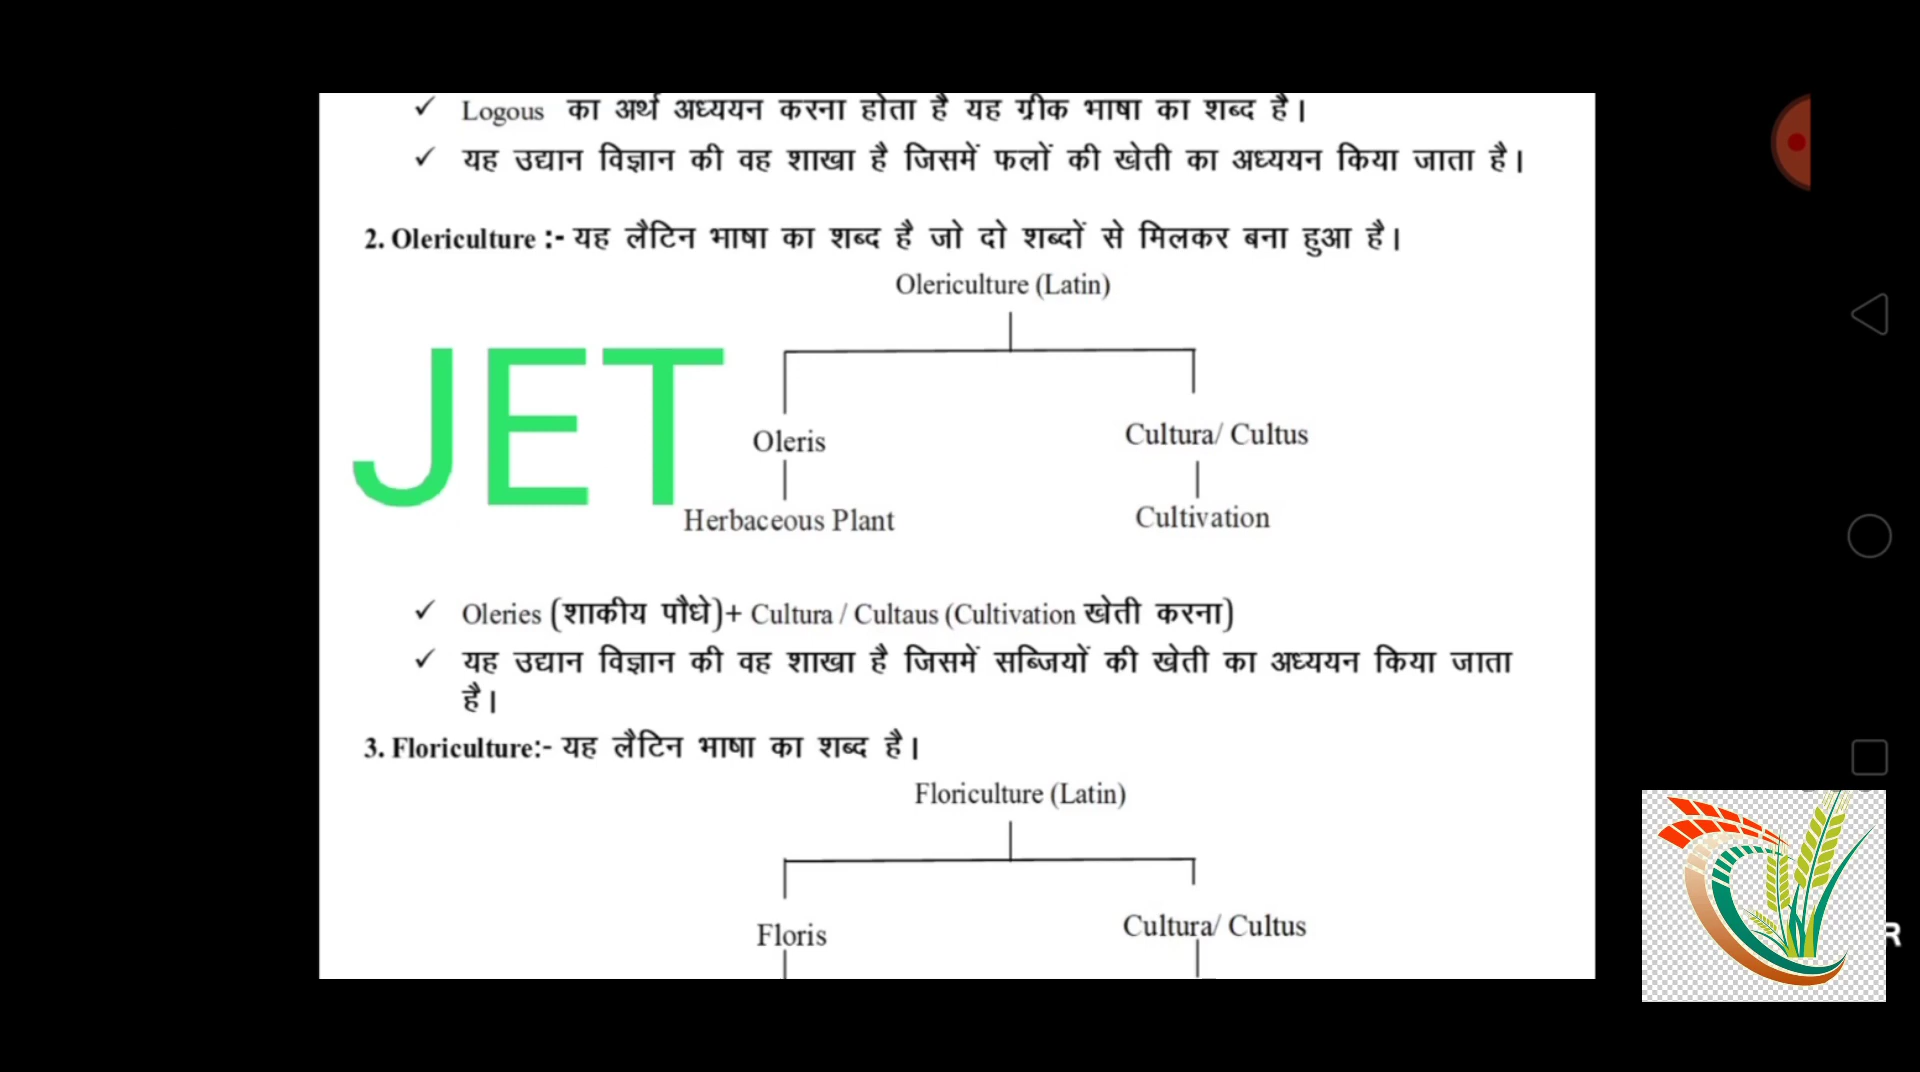 ✓ Logous का अर्थ अध्ययन करना होता है यह ग्रीक भाषा का शब्द है।
✓ यह उद्यान विज्ञान की वह शाखा है जिसमें फलों की खेती का अध्ययन किया जाता है।
2. Olericulture :- यह लैटिन भाषा का शब्द है जो दो शब्दों से मिलकर बना हुआ है।
Olericulture (Latin)
JET
Oleris Cultura/ Cultus
Herbaceous Plant Cultivation
✓ Oleries (शाकीय पौधे)+ Cultura / Cultaus (Cultivation खेती करना)
✓ यह उद्यान विज्ञान की वह शाखा है जिसमें सब्जियों की खेती का अध्ययन किया जाता
है।
3. Floriculture:- यह लैटिन भाषा का शब्द है।
Floriculture (Latin)
Floris Cultura/ Cultus
R